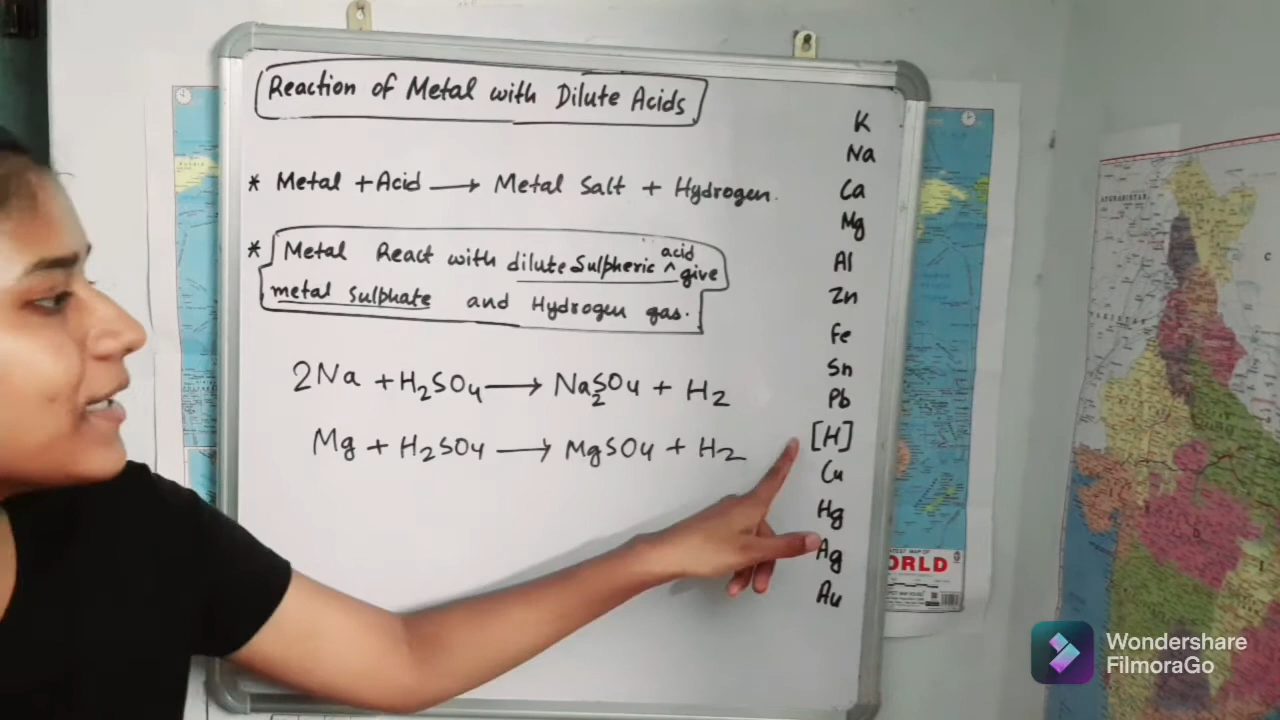 Reaction of Metal with Dilute Acids
* Metal + Acid → Metal Salt + Hydrogen.
* Metal React with dilute Sulpheric acid give
metal sulphate and Hydrogen gas.
2Na + H2SO4 → Na2SO4 + H2
Mg + H2SO4 → MgSO4 + H2
K
Na
Ca
Mg
Al
Zn
Fe
Sn
Pb
[H]
Cu
Hg
Ag
Au
AFGHANISTAN
ORLD
Wondershare
FilmoraGo